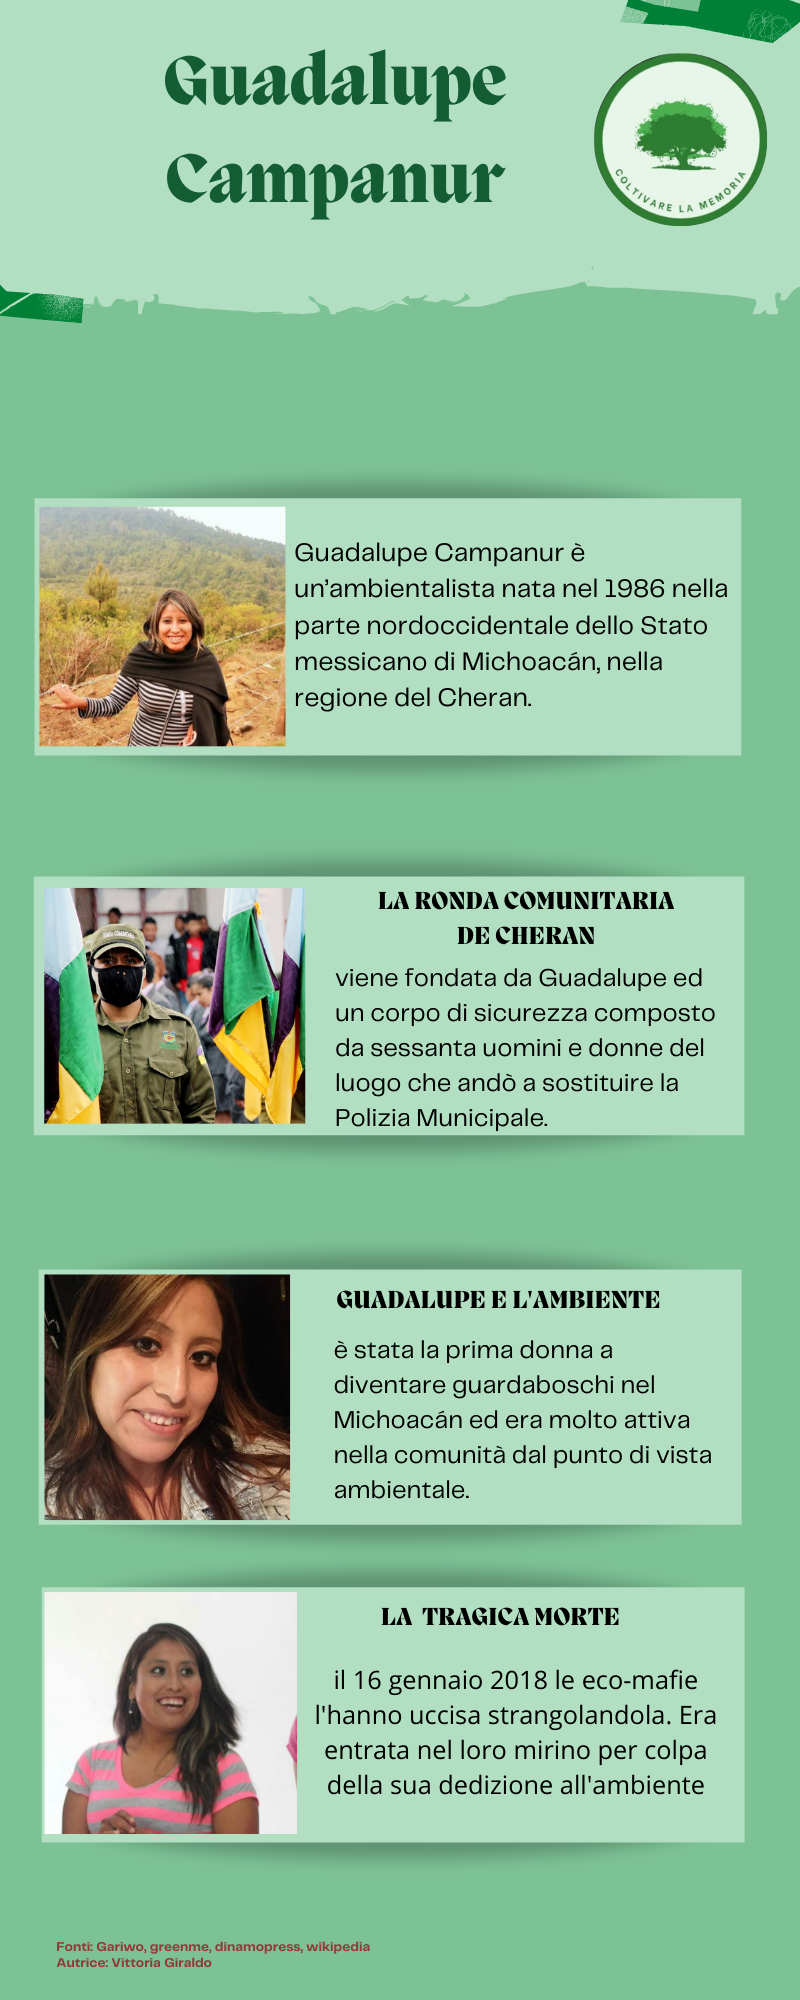 Guadalupe
Campanur
COLTIVARE LA MEMORIA
Guadalupe Campanur è
un'ambientalista nata nel 1986 nella
parte nordoccidentale dello Stato
messicano di Michoacán, nella
regione del Cheran.
LA RONDA COMUNITARIA
DE CHERAN
viene fondata da Guadalupe ed
un corpo di sicurezza composto
da sessanta uomini e donne del
luogo che andò a sostituire la
Polizia Municipale.
GUADALUPE E L'AMBIENTE
è stata la prima donna a
diventare guardaboschi nel
Michoacán ed era molto attiva
nella comunità dal punto di vista
ambientale.
LA TRAGICA MORTE
il 16 gennaio 2018 le eco-mafie
l'hanno uccisa strangolandola. Era
entrata nel loro mirino per colpa
della sua dedizione all'ambiente
Fonti: Gariwo, greenme, dinamopress, wikipedia
Autrice: Vittoria Giraldo